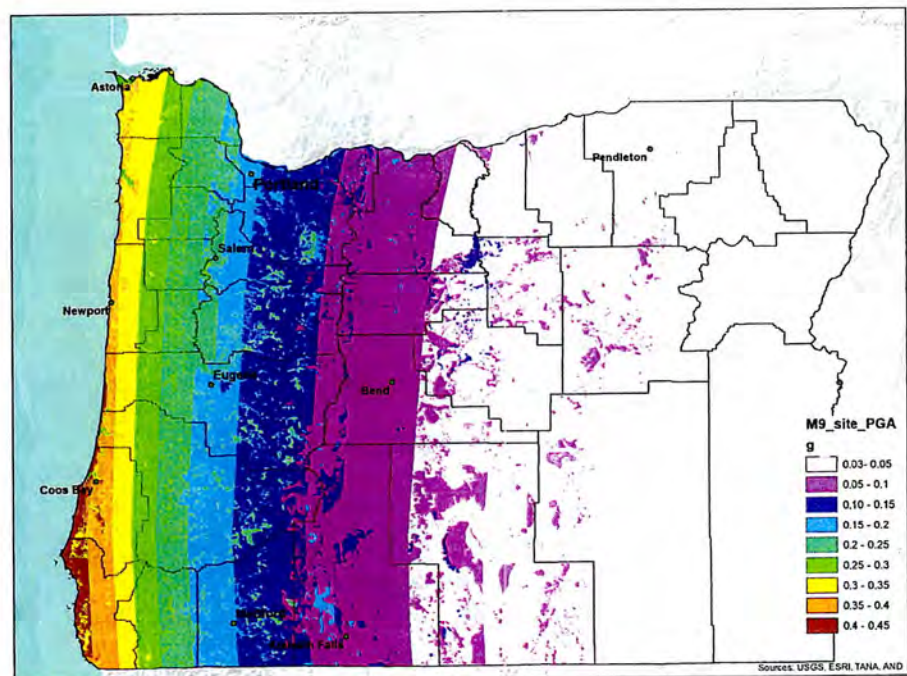 Astoria
Pendleton
Portland
Salem
Newport
Eugene
Bend
Coos Bay
Medford
Klamath Falls
M9_site_PGA
g
0.03- 0.05
0.05 - 0.1
0.10 - 0.15
0.15 - 0.2
0.2 - 0.25
0.25 - 0.3
0.3 - 0.35
0.35 - 0.4
0.4 - 0.45
Sources: USGS, ESRI, TANA, AND